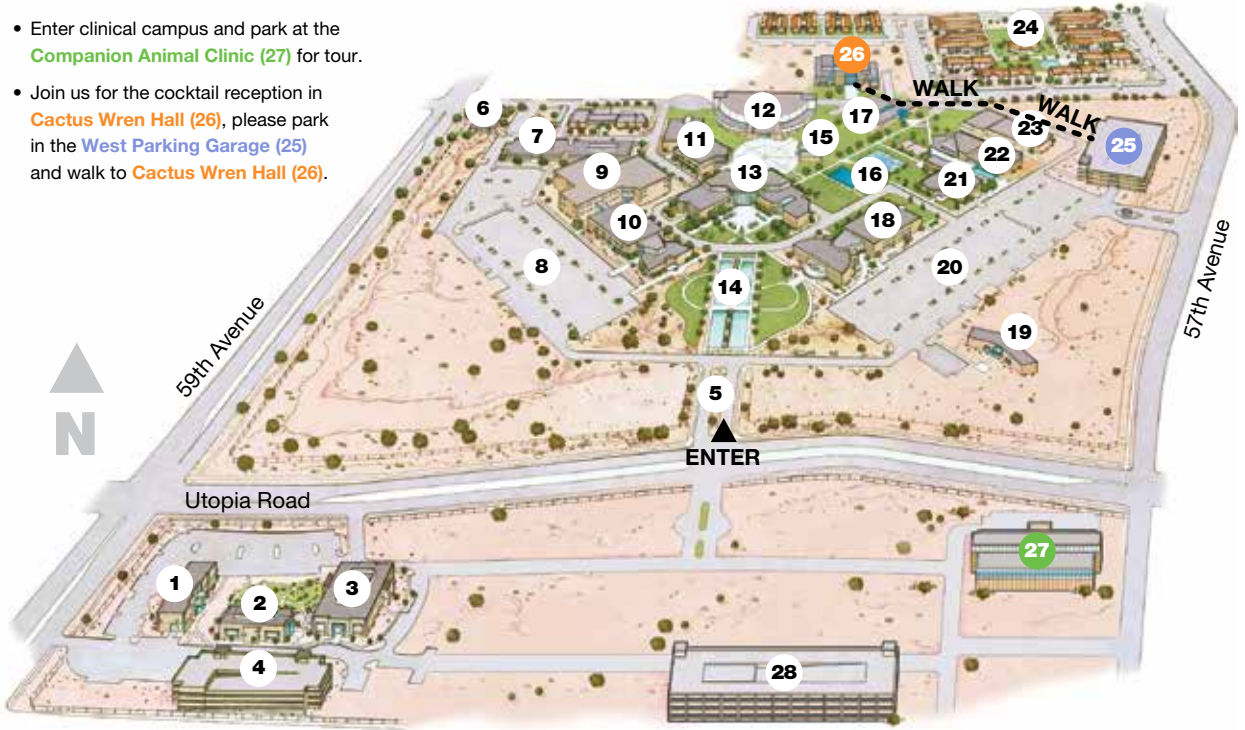 • Enter clinical campus and park at the
Companion Animal Clinic (27) for tour.
• Join us for the cocktail reception in
Cactus Wren Hall (26), please park
in the West Parking Garage (25)
and walk to Cactus Wren Hall (26).
24
26
6
WALK
12
7
17
WALK
11
15
23
25
22
9
13
16
21
10
18
8
20
14
59th Avenue
57th Avenue
19
N
5
ENTER
Utopia Road
27
1
3
2
4
28